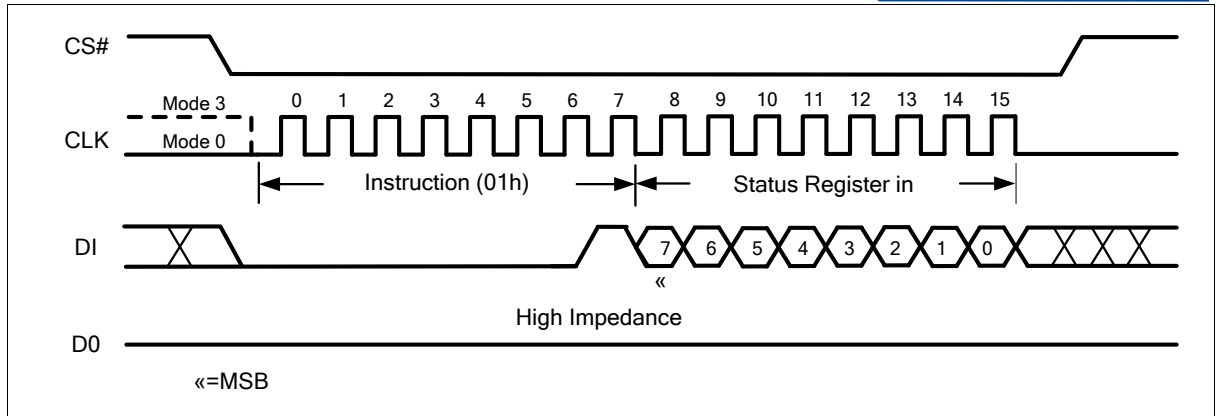 CS#
Mode 3
0 1 2 3 4 5 6 7 8 9 10 11 12 13 14 15
CLK
Mode 0
Instruction (01h)
Status Register in
DI
7 6 5 4 3 2 1 0
«
High Impedance
D0
«=MSB